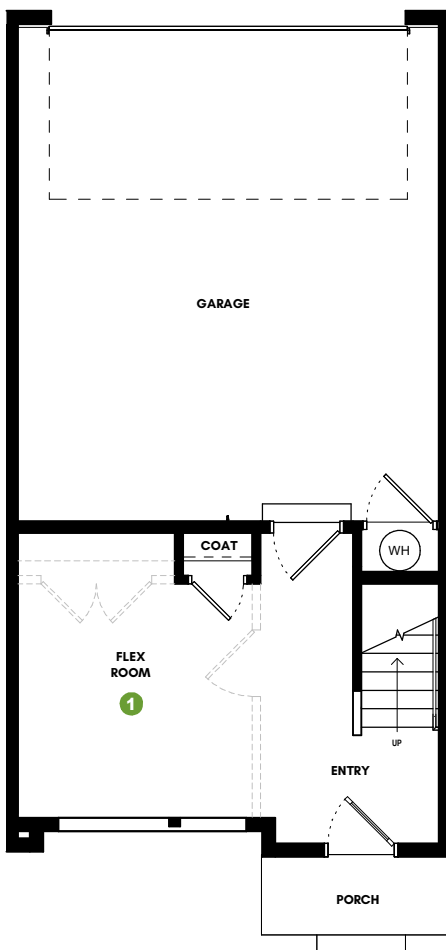 GARAGE
COAT
WH
FLEX
ROOM
1
UP
ENTRY
PORCH